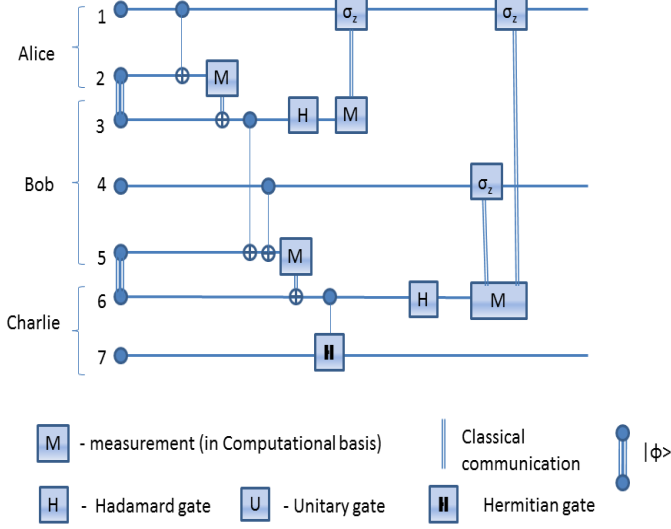 1
σz
σz
Alice
2
M
3
H
M
Bob
4
σz
5
M
6
H
M
Charlie
7
H
M - measurement (in Computational basis)
Classical
communication
|ϕ>
H - Hadamard gate
U - Unitary gate
H Hermitian gate